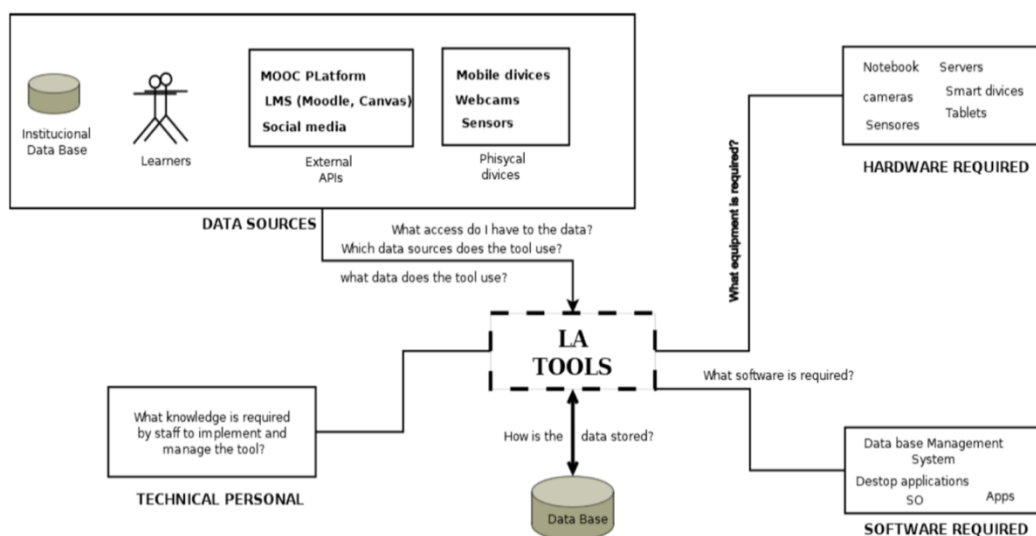 Institucional
Data Base
Learners
MOOC PLatform
LMS (Moodle, Canvas)
Social media
External
APIs
Mobile divices
Webcams
Sensors
Phisycal
divices
DATA SOURCES
What access do I have to the data?
Which data sources does the tool use?
what data does the tool use?
Notebook Servers
cameras Smart divices
Tablets
Sensores
HARDWARE REQUIRED
What equipment is required?
LA
TOOLS
What software is required?
What knowledge is required
by staff to implement and
manage the tool?
TECHNICAL PERSONAL
How is the data stored?
Data Base
Data base Management
System
Destop applications
SO Apps
SOFTWARE REQUIRED